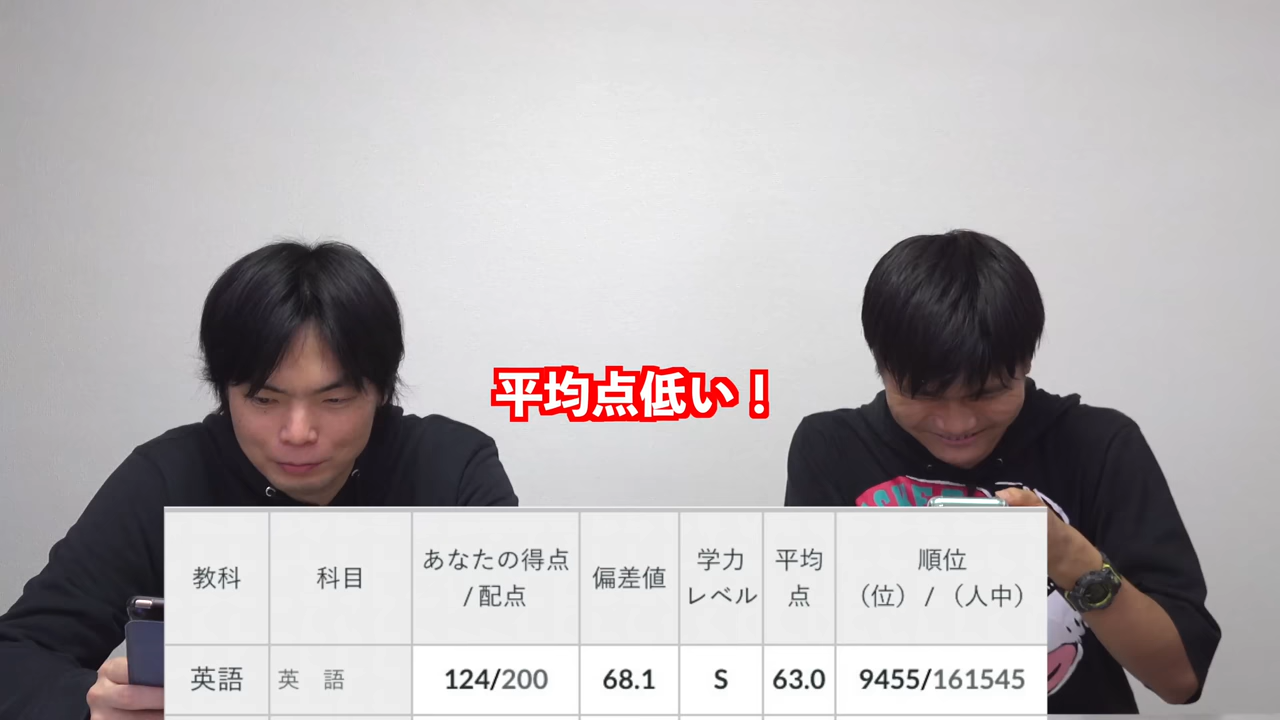 平均点低い!
教科 科目 あなたの得点/配点 偏差値 学力レベル 平均点 順位(位)/(人中)
英語 英 語 124/200 68.1 S 63.0 9455/161545